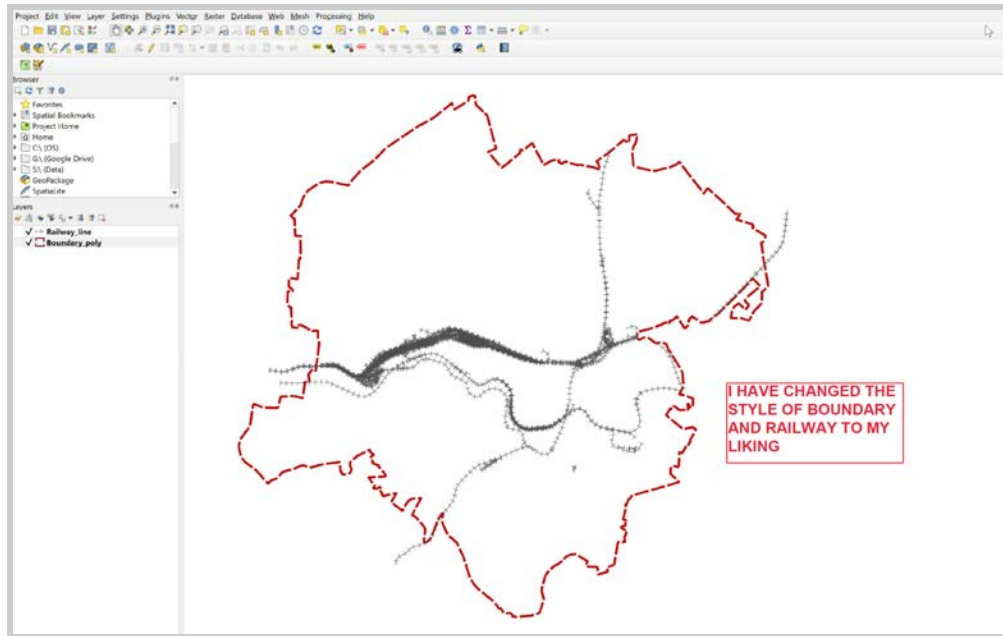 Project Edit View Layer Settings Plugins Vector Raster Database Web Mesh Processing Help
Browser
Favorites
Spatial Bookmarks
Project Home
Home
C:\ (OS)
G:\ (Google Drive)
S:\ (Data)
GeoPackage
SpatiaLite
Layers
Railway_line
Boundary_poly
I HAVE CHANGED THE
STYLE OF BOUNDARY
AND RAILWAY TO MY
LIKING